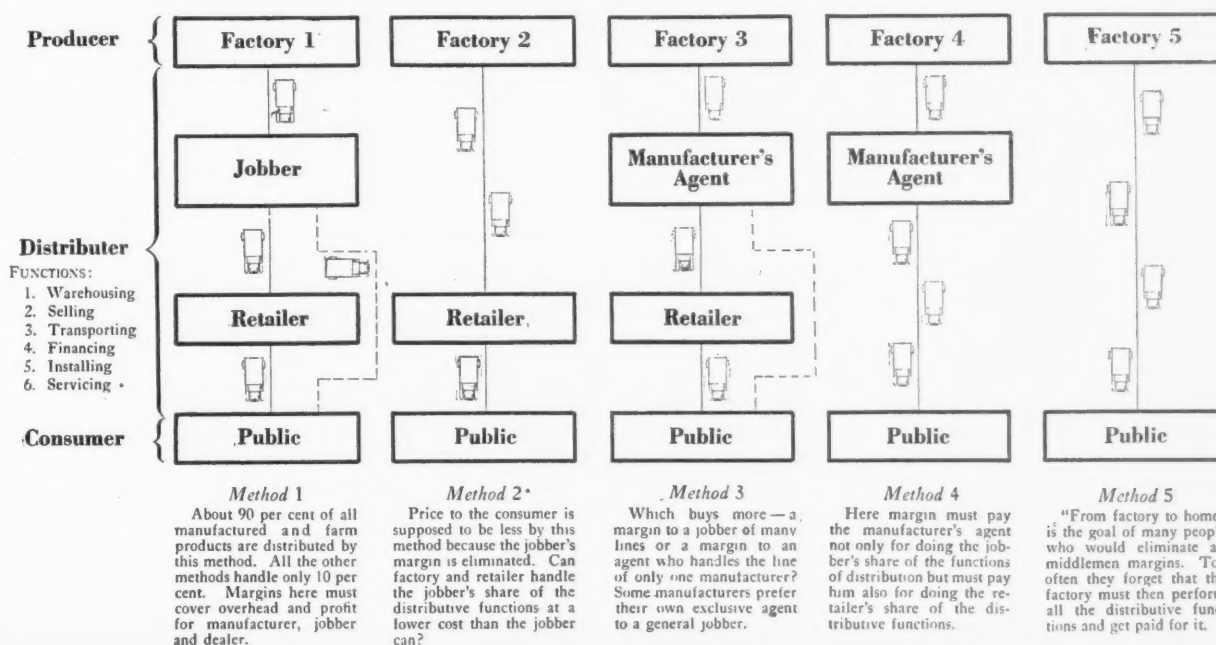 Producer
Factory 1
Factory 2
Factory 3
Factory 4
Factory 5
Jobber
Manufacturer's
Agent
Manufacturer's
Agent
Distributer
FUNCTIONS:
1. Warehousing
2. Selling
3. Transporting
4. Financing
5. Installing
6. Servicing
Retailer
Retailer
Retailer
Consumer
Public
Public
Public
Public
Public
Method 1
About 90 per cent of all
manufactured and farm
products are distributed by
this method. All the other
methods handle only 10 per
cent. Margins here must
cover overhead and profit
for manufacturer, jobber
and dealer.
Method 2
Price to the consumer is
supposed to be less by this
method because the jobber's
margin is eliminated. Can
factory and retailer handle
the jobber's share of the
distributive functions at a
lower cost than the jobber
can?
Method 3
Which buys more—a
margin to a jobber of many
lines or a margin to an
agent who handles the line
of only one manufacturer?
Some manufacturers prefer
their own exclusive agent
to a general jobber.
Method 4
Here margin must pay
the manufacturer's agent
not only for doing the job-
ber's share of the functions
of distribution but must pay
him also for doing the re-
tailer's share of the dis-
tributive functions.
Method 5
"From factory to home
is the goal of many
who would eliminate
middlemen margins.
often they forget that
factory must then
all the distributive
tions and get paid for it.